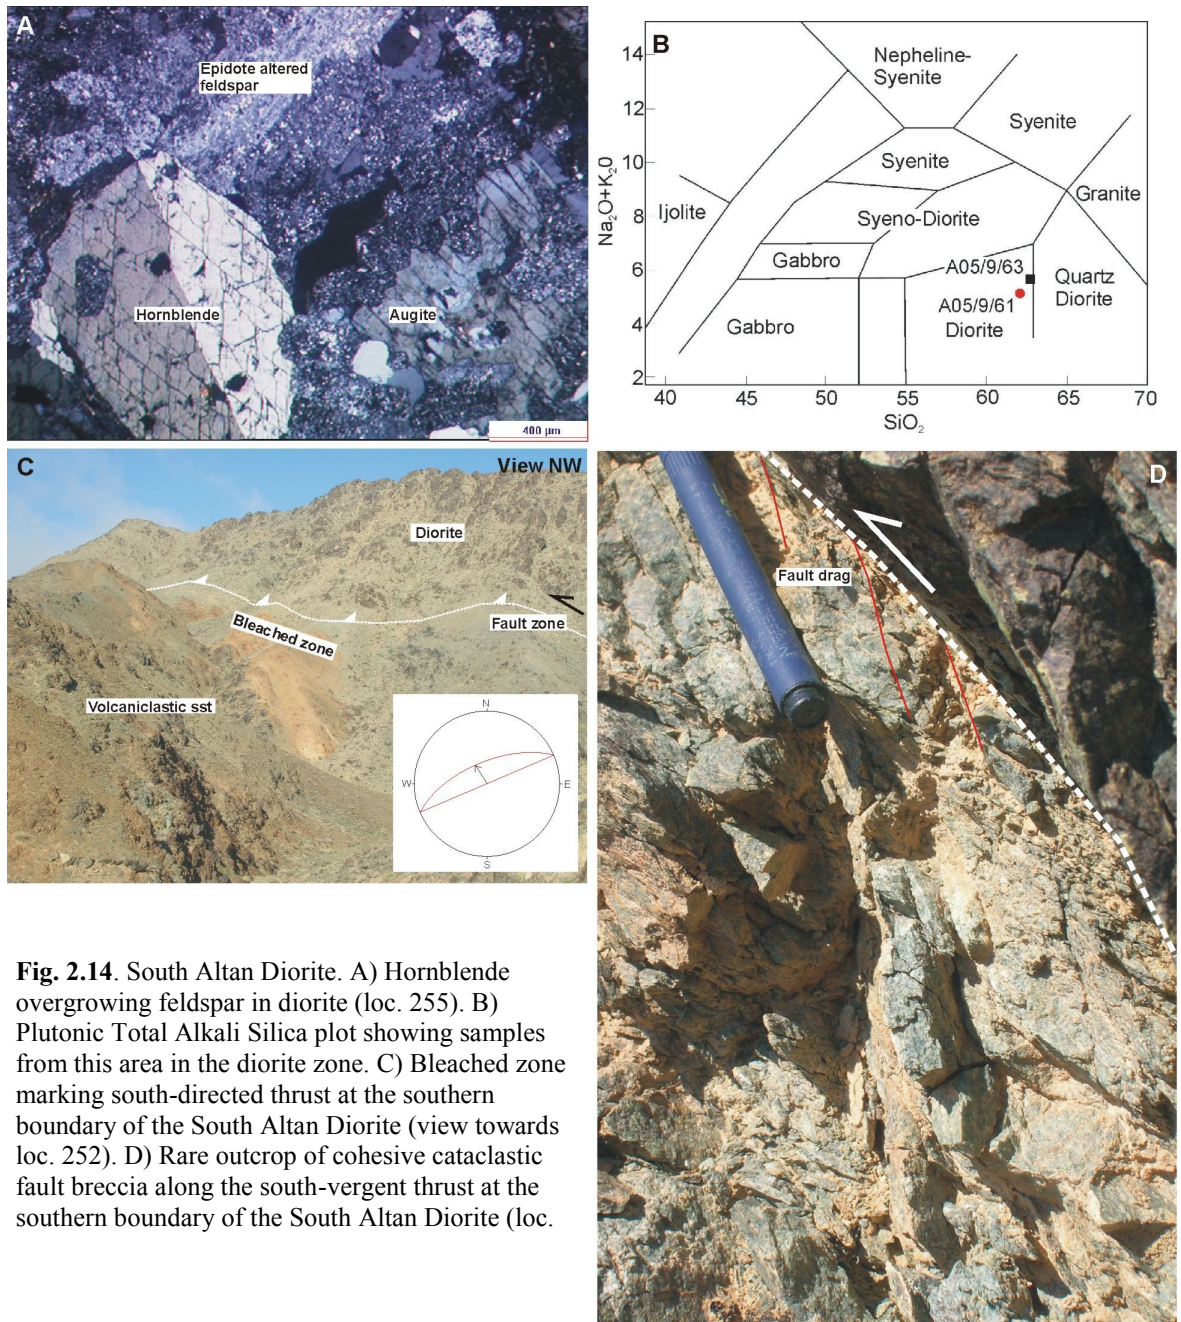 A
Epidote altered
feldspar
Hornblende
Augite
400 µm
B
Na₂O+K₂0
14
12
10
8
6
4
2
40 45 50 55 60 65 70
SiO₂
Nepheline-
Syenite
Syenite
Syenite
Ijolite
Granite
Syeno-Diorite
Gabbro
A05/9/63
Quartz
Diorite
A05/9/61
Gabbro
Diorite
C
View NW
Diorite
Bleached zone
Fault zone
Volcaniclastic sst
N
W
E
S
D
Fault drag
Fig. 2.14. South Altan Diorite. A) Hornblende
overgrowing feldspar in diorite (loc. 255). B)
Plutonic Total Alkali Silica plot showing samples
from this area in the diorite zone. C) Bleached zone
marking south-directed thrust at the southern
boundary of the South Altan Diorite (view towards
loc. 252). D) Rare outcrop of cohesive cataclastic
fault breccia along the south-vergent thrust at the
southern boundary of the South Altan Diorite (loc.